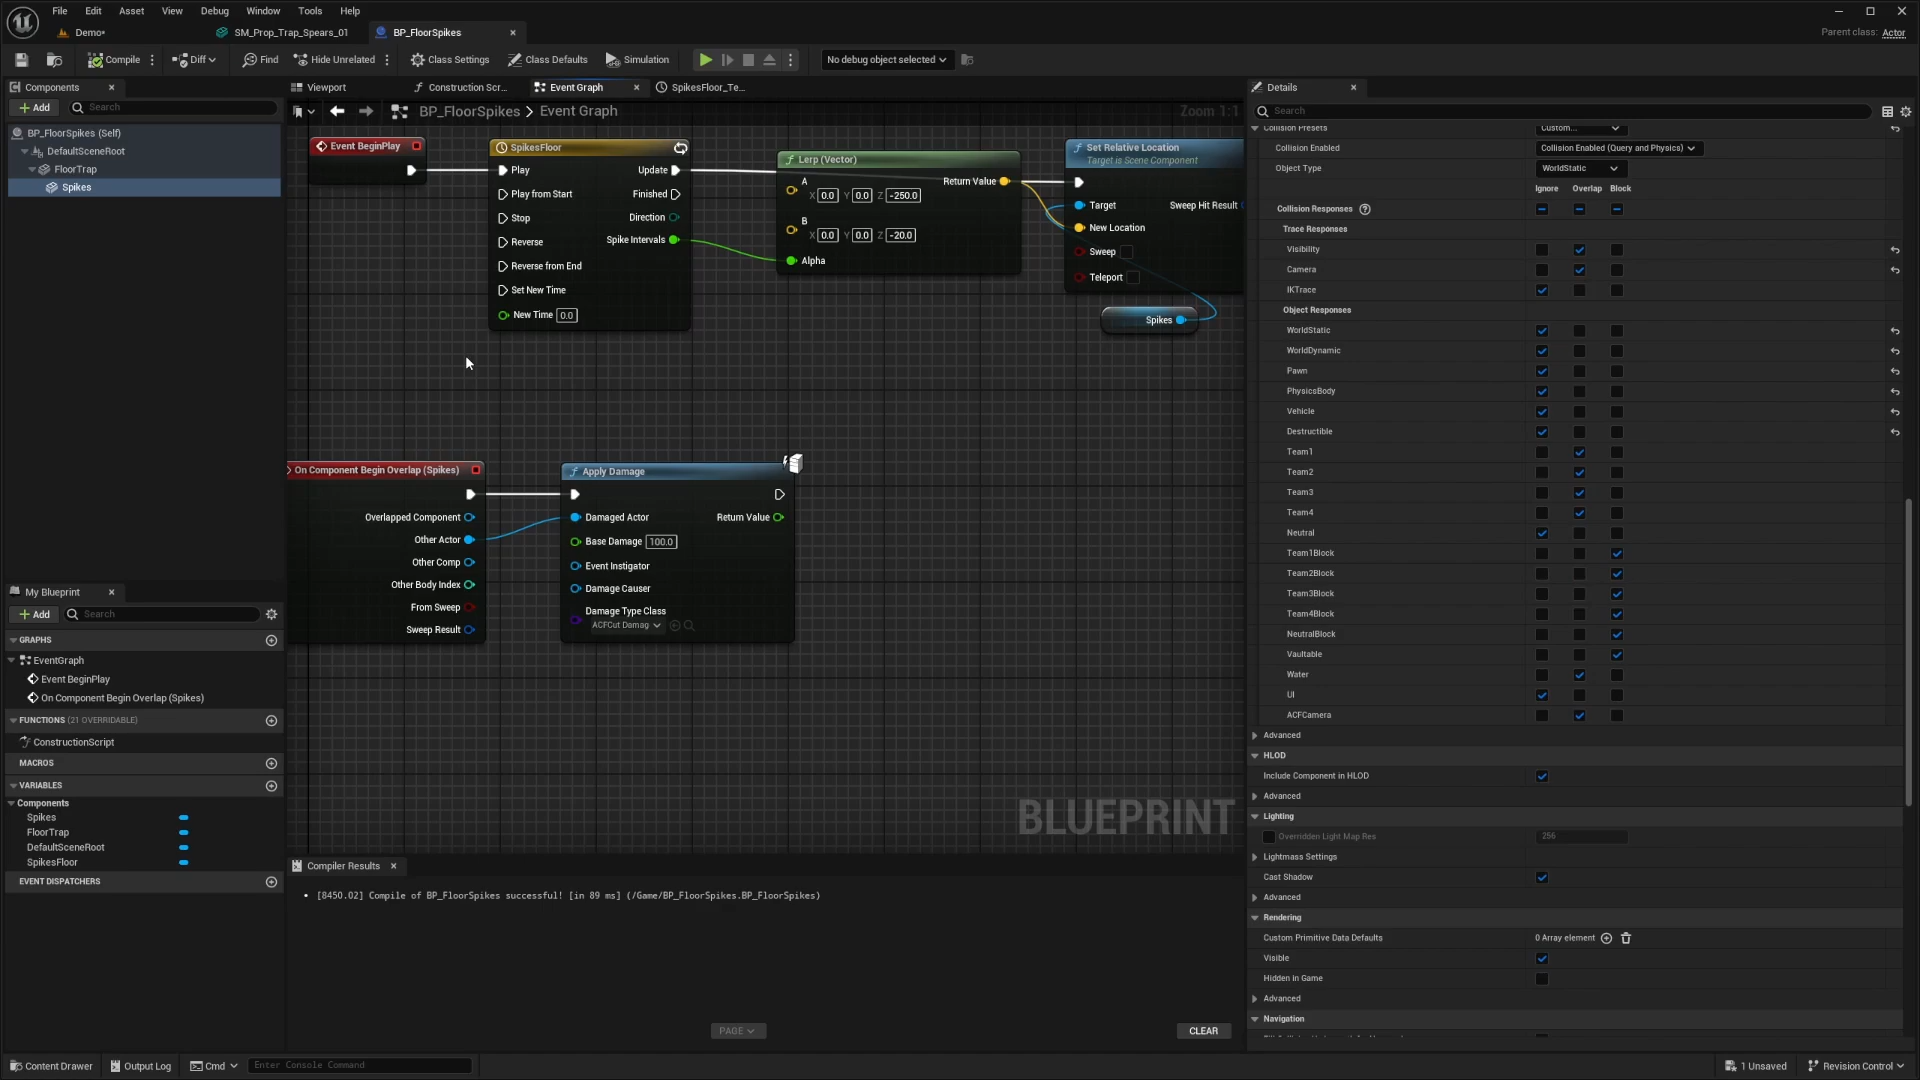 File Edit Asset View Debug Window Tools Help
Demo* SM_Prop_Trap_Spears_01 BP_FloorSpikes
Parent class: Actor
Compile Diff Find Hide Unrelated Class Settings Class Defaults Simulation No debug object selected
Components
Add Search
BP_FloorSpikes (Self)
DefaultSceneRoot
FloorTrap
Spikes
My Blueprint
Add Search
GRAPHS
EventGraph
Event BeginPlay
On Component Begin Overlap (Spikes)
FUNCTIONS (21 OVERRIDABLE)
ConstructionScript
MACROS
VARIABLES
Components
Spikes
FloorTrap
DefaultSceneRoot
SpikesFloor
EVENT DISPATCHERS
Viewport Construction Scr... Event Graph SpikesFloor_Te...
BP_FloorSpikes > Event Graph
Zoom 1:1
Event BeginPlay
SpikesFloor
Play Update
Play from Start Finished
Stop Direction
Reverse Spike Intervals
Reverse from End
Set New Time
New Time 0.0
Lerp (Vector)
A Return Value
X 0.0 Y 0.0 Z -250.0
B
X 0.0 Y 0.0 Z -20.0
Alpha
Set Relative Location
Target is Scene Component
Target Sweep Hit Result
New Location
Sweep
Teleport
Spikes
On Component Begin Overlap (Spikes)
Overlapped Component
Other Actor
Other Comp
Other Body Index
From Sweep
Sweep Result
Apply Damage
Damaged Actor Return Value
Base Damage 100.0
Event Instigator
Damage Causer
Damage Type Class
ACFCut Damag
BLUEPRINT
Compiler Results
[8450.02] Compile of BP_FloorSpikes successful! [in 89 ms] (/Game/BP_FloorSpikes.BP_FloorSpikes)
PAGE CLEAR
Details
Search
Collision Presets Custom...
Collision Enabled Collision Enabled (Query and Physics)
Object Type WorldStatic
Ignore Overlap Block
Collision Responses
Trace Responses
Visibility
Camera
IKTrace
Object Responses
WorldStatic
WorldDynamic
Pawn
PhysicsBody
Vehicle
Destructible
Team1
Team2
Team3
Team4
Neutral
Team1Block
Team2Block
Team3Block
Team4Block
NeutralBlock
Vaultable
Water
UI
ACFCamera
Advanced
HLOD
Include Component in HLOD
Advanced
Lighting
Overridden Light Map Res 256
Lightmass Settings
Cast Shadow
Advanced
Rendering
Custom Primitive Data Defaults 0 Array element
Visible
Hidden in Game
Advanced
Navigation
Content Drawer Output Log Cmd Enter Console Command 1 Unsaved Revision Control